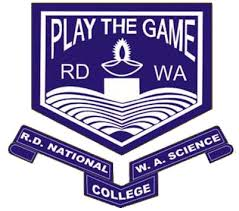 PLAY THE GAME
RD WA
R.D. NATIONAL
COLLEGE
W. A. SCIENCE